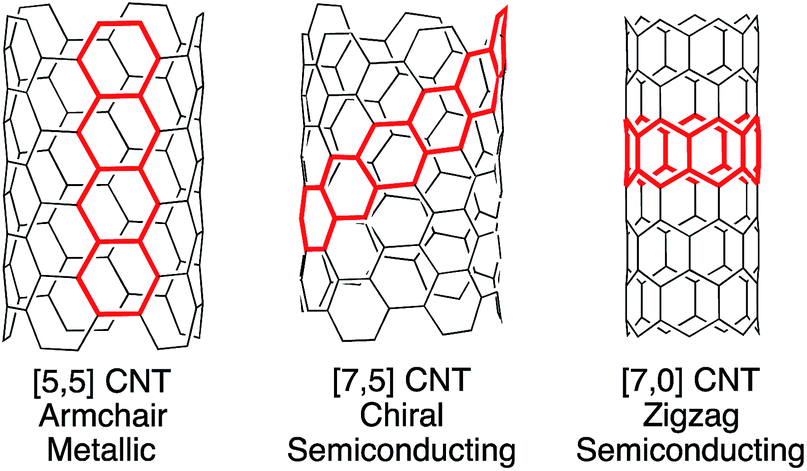 [5,5] CNT
Armchair
Metallic
[7,5] CNT
Chiral
Semiconducting
[7,0] CNT
Zigzag
Semiconducting